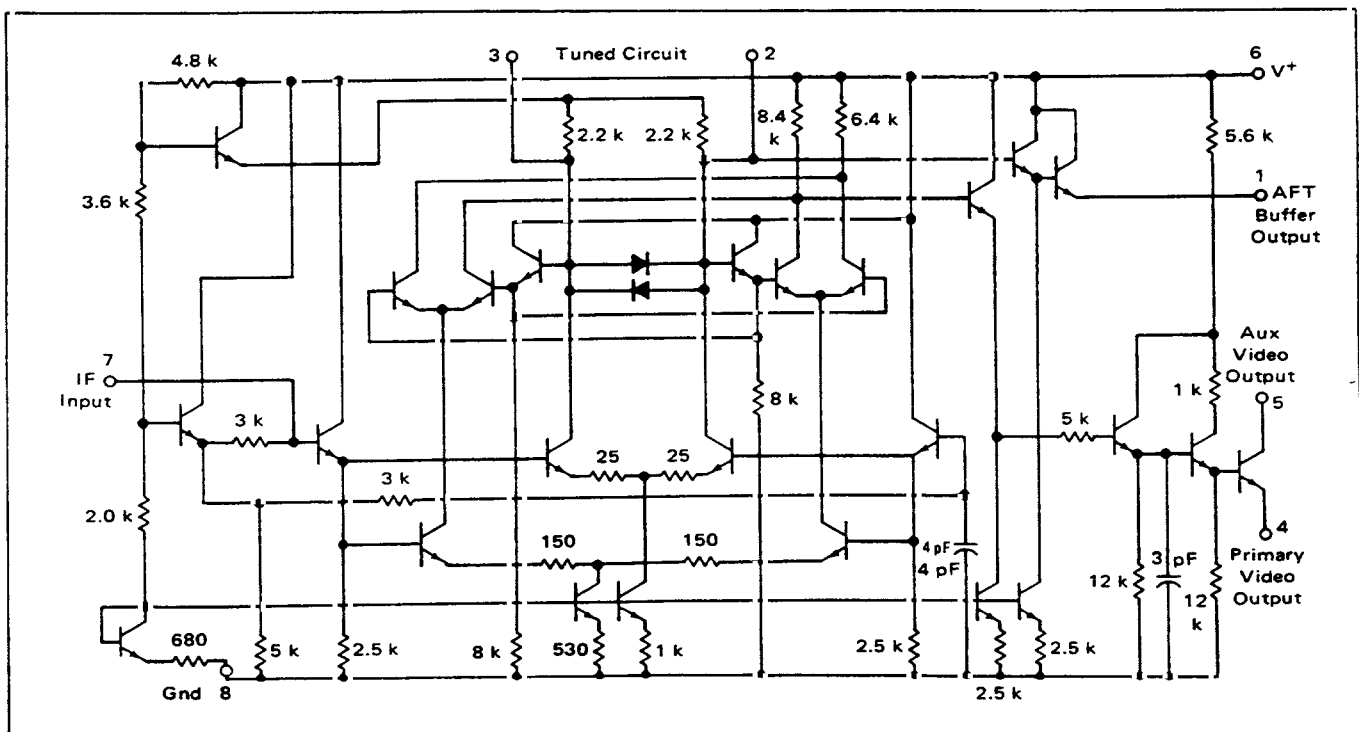 3 Tuned Circuit 2
6
V+
4.8 k
2.2 k
2.2 k
8.4
k
6.4 k
5.6 k
3.6 k
1
AFT
Buffer
Output
7
IF
Input
Aux
Video
Output
5
1 k
3 k
8 k
5 k
25
25
3 k
2.0 k
150
150
4 pF
4 pF
4
Primary
Video
Output
3 pF
12 k
12
k
680
5 k
2.5 k
8 k
530
1 k
2.5 k
2.5 k
2.5 k
Gnd 8